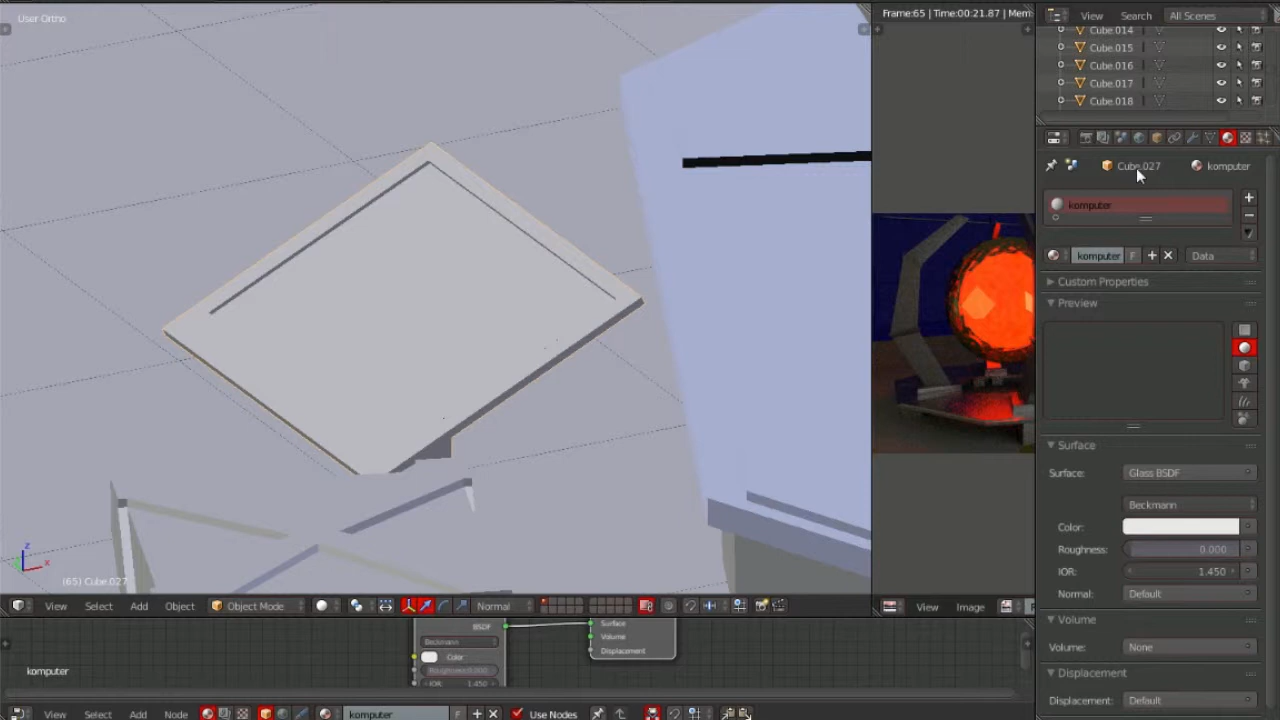 User Ortho
Frame:65 | Time:00:21.87 | Mem:
View Search All Scenes
Cube.014
Cube.015
Cube.016
Cube.017
Cube.018
Cube.027 komputer
komputer
komputer F Data
Custom Properties
Preview
Surface
Surface: Glass BSDF
Beckmann
Color:
Roughness: 0.000
IOR: 1.450
Normal: Default
Volume
Volume: None
Displacement
Displacement: Default
z
x
(65) Cube.027
View Select Add Object Object Mode Normal
View Image
BSDF
Beckmann
Color
Roughness:0.000
IOR: 1.450
Surface
Volume
Displacement
komputer
View Select Add Node komputer F Use Nodes